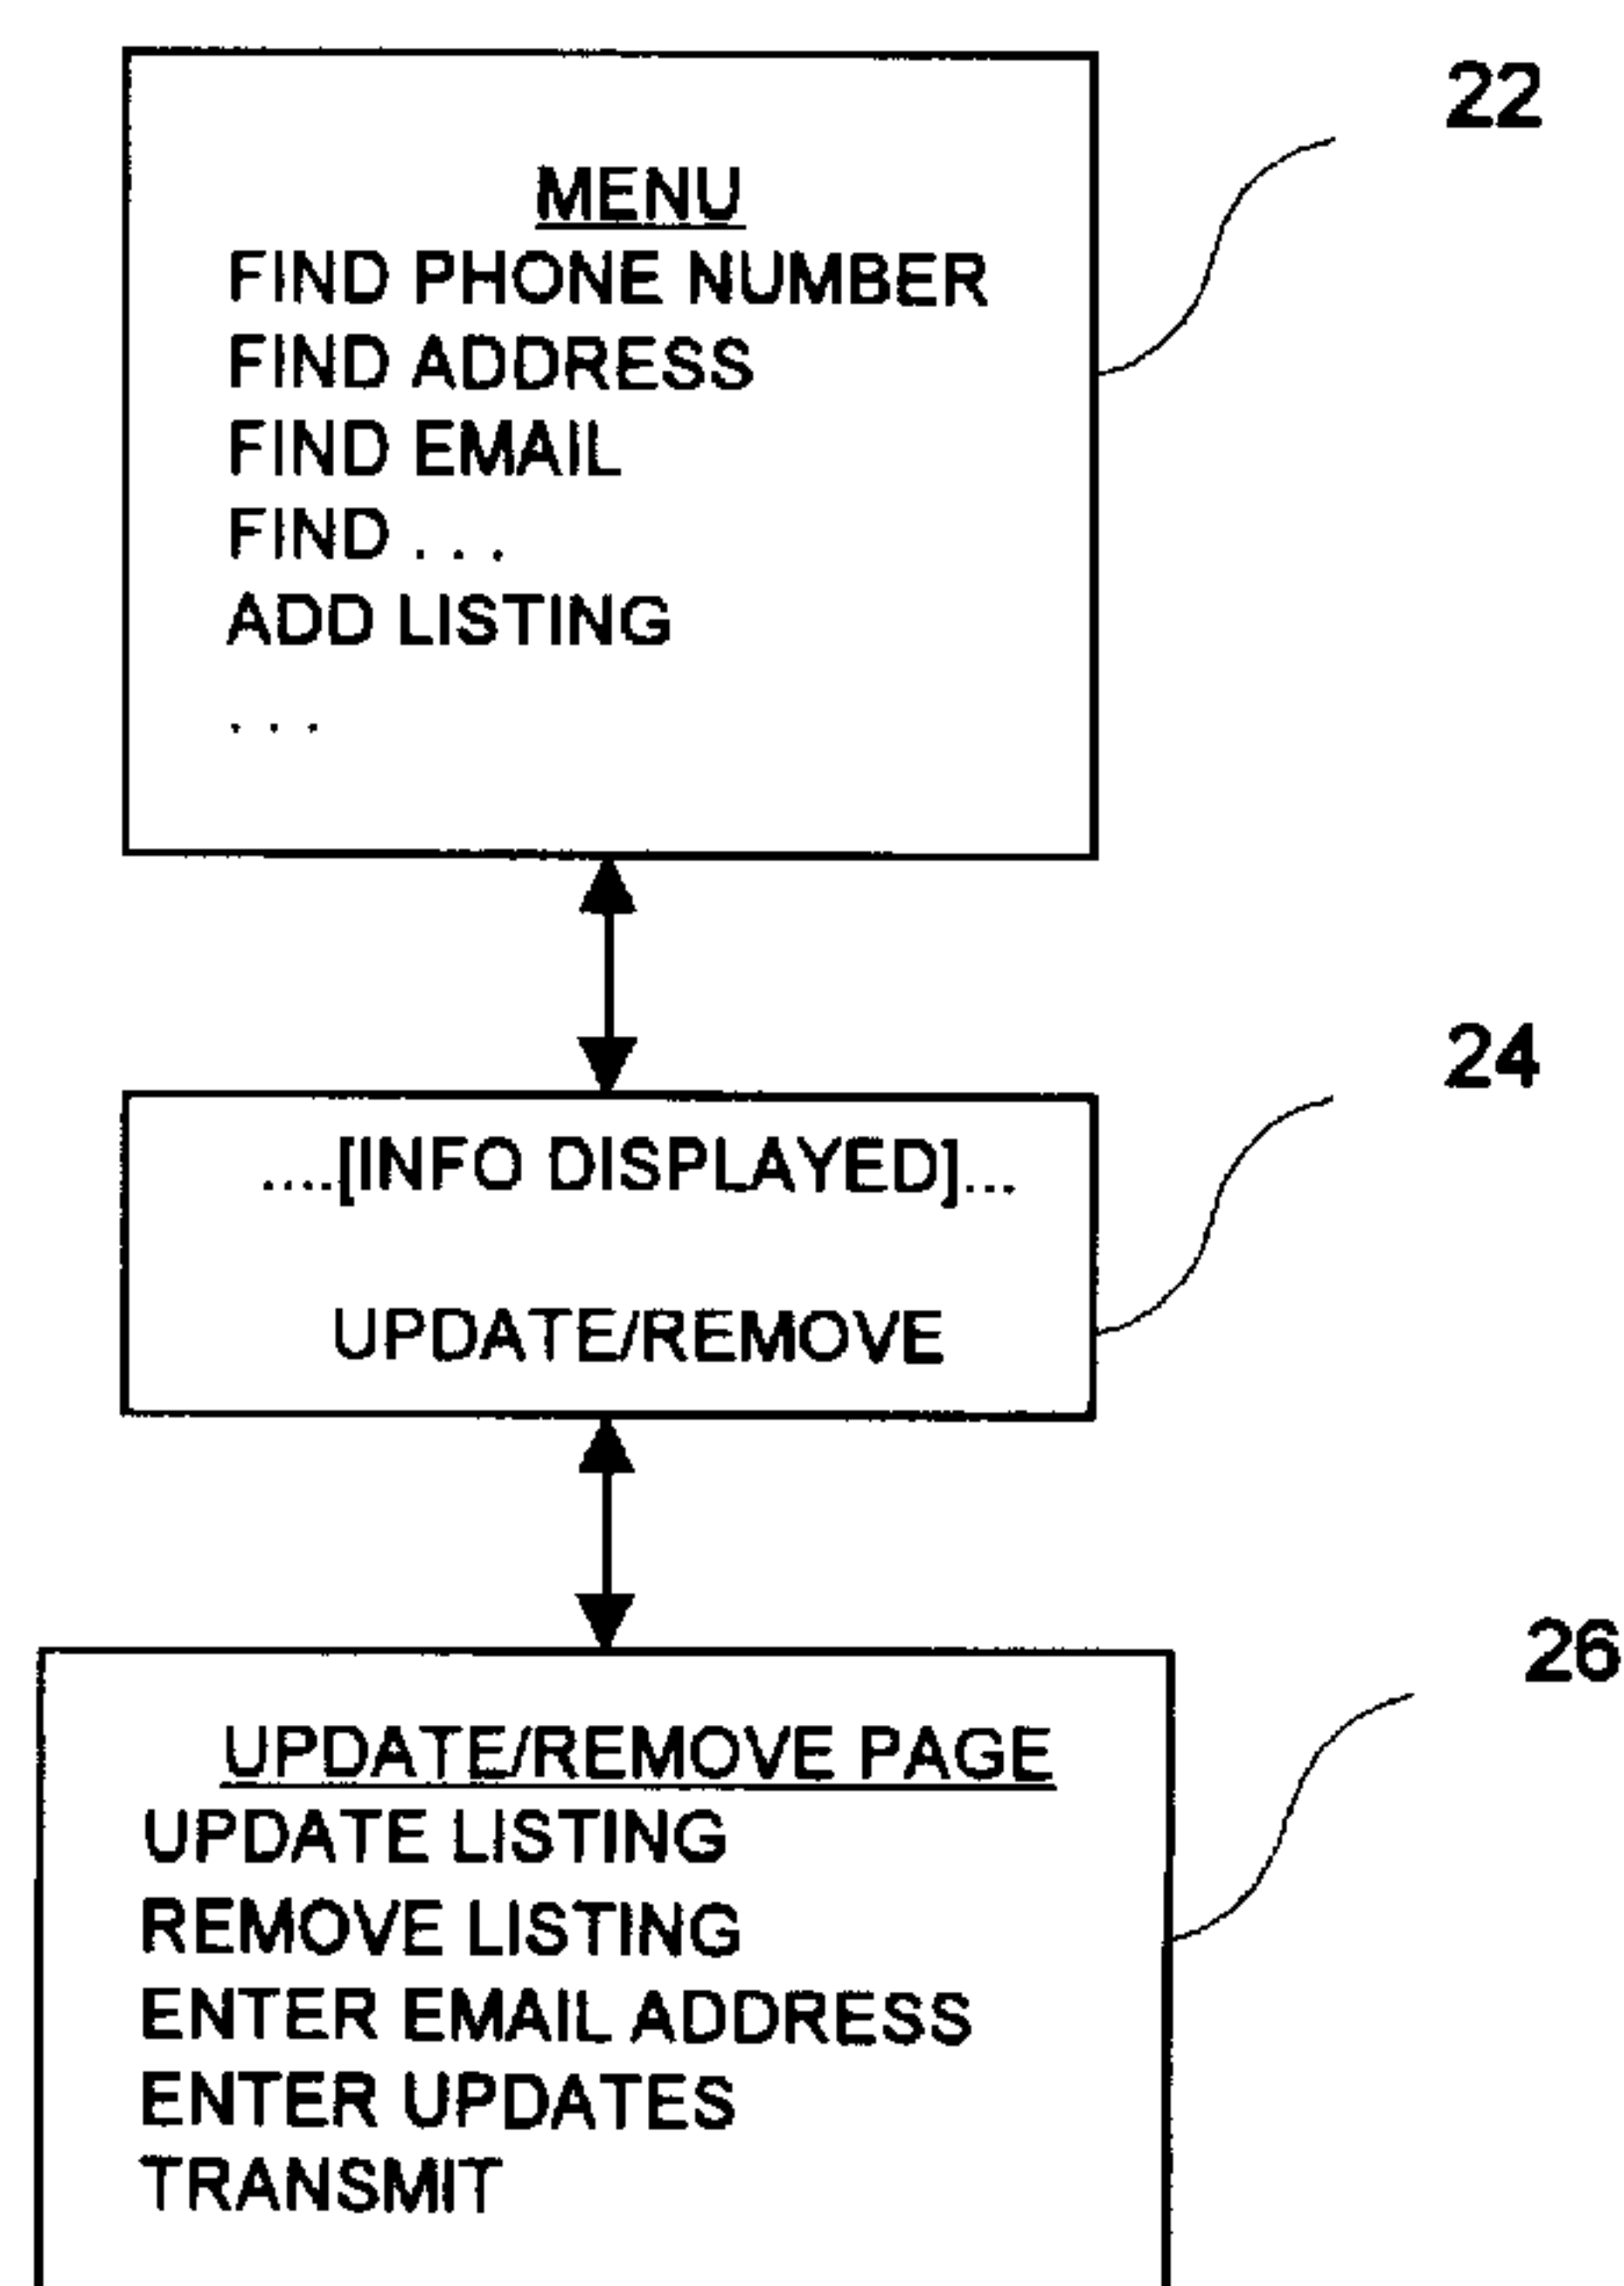 22
MENU
FIND PHONE NUMBER
FIND ADDRESS
FIND EMAIL
FIND . . .
ADD LISTING
. . .
24
....[INFO DISPLAYED]...
UPDATE/REMOVE
26
UPDATE/REMOVE PAGE
UPDATE LISTING
REMOVE LISTING
ENTER EMAIL ADDRESS
ENTER UPDATES
TRANSMIT